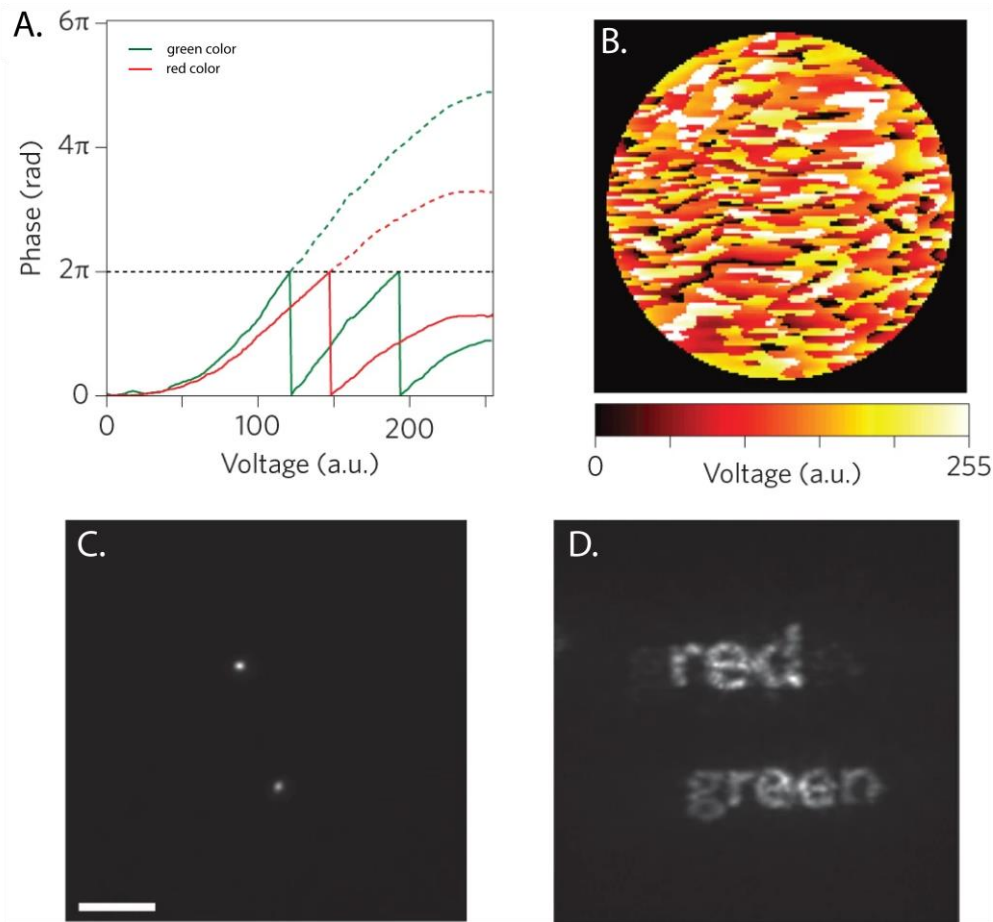 A.
6π
4π
2π
0
Phase (rad)
green color
red color
0
100
200
Voltage (a.u.)
B.
0
255
Voltage (a.u.)
C.
D.
red
green